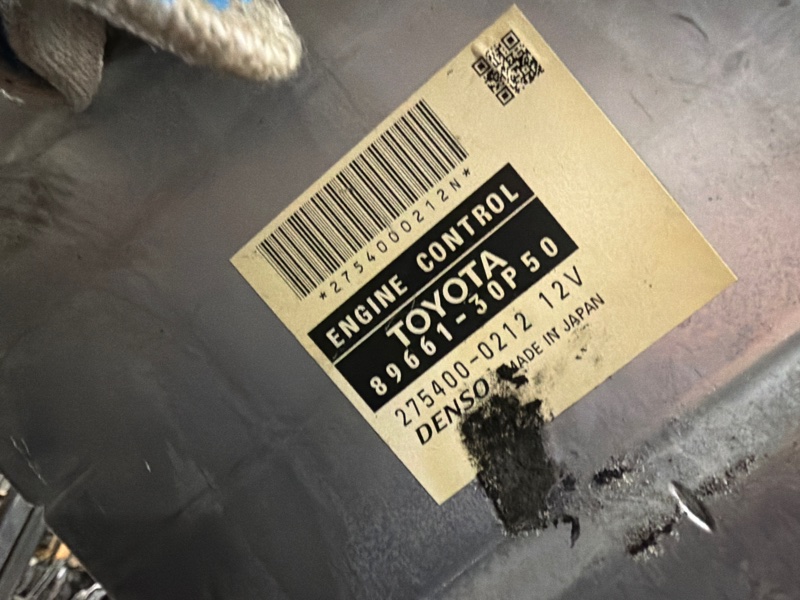 *2754000212N*
ENGINE CONTROL
TOYOTA
89661-30P50
275400-0212 12V
DENSO MADE IN JAPAN